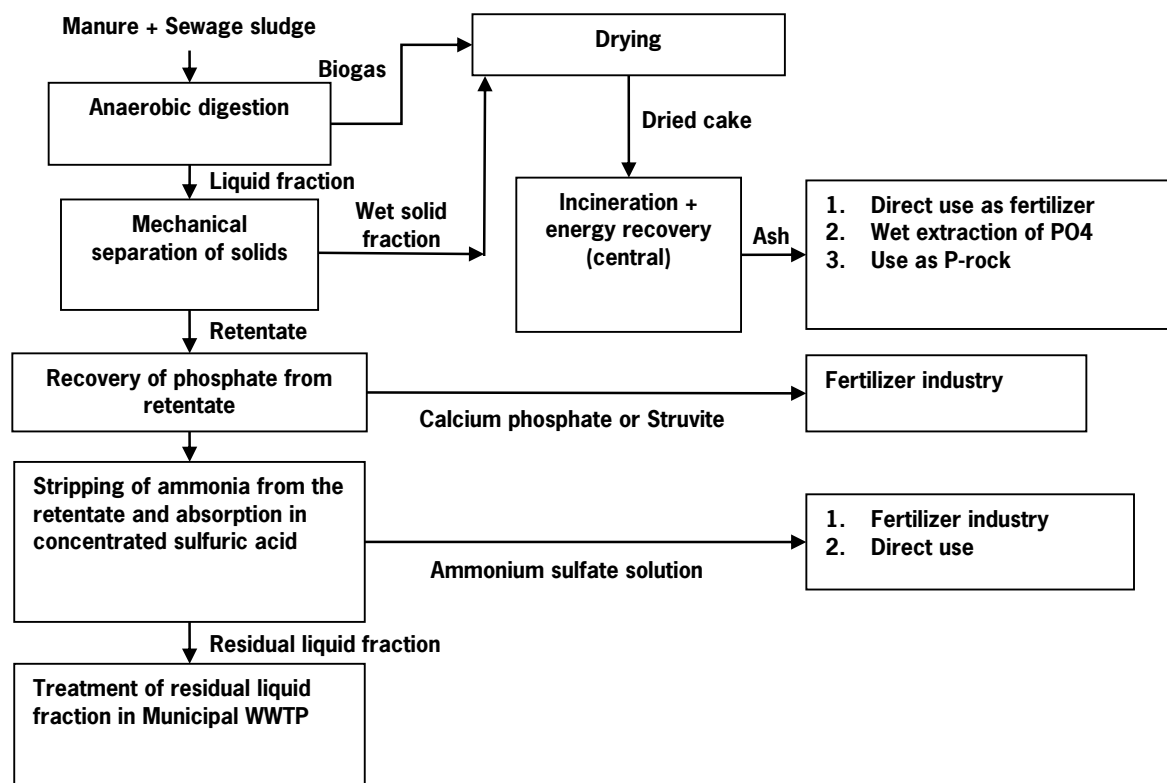 Manure + Sewage sludge
Biogas
Drying
Anaerobic digestion
Dried cake
Liquid fraction
Mechanical
separation of solids
Wet solid
fraction
Incineration +
energy recovery
(central)
Ash
1. Direct use as fertilizer
2. Wet extraction of PO4
3. Use as P-rock
Retentate
Recovery of phosphate from
retentate
Calcium phosphate or Struvite
Fertilizer industry
Stripping of ammonia from the
retentate and absorption in
concentrated sulfuric acid
Ammonium sulfate solution
1. Fertilizer industry
2. Direct use
Residual liquid fraction
Treatment of residual liquid
fraction in Municipal WWTP